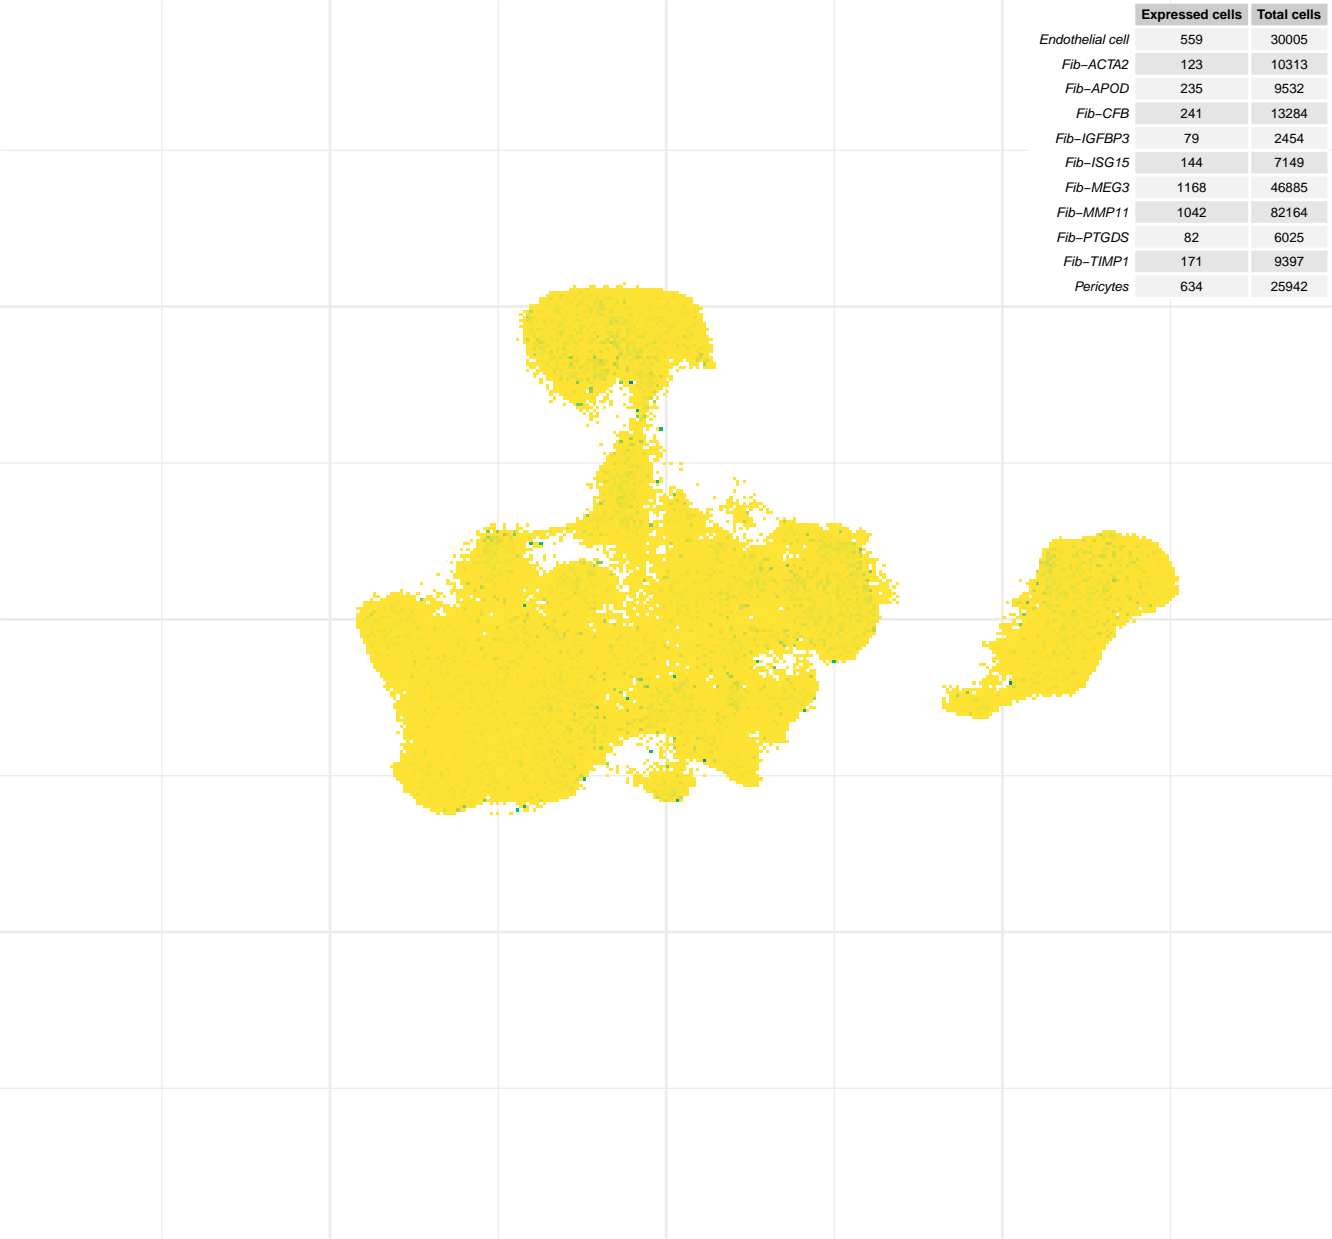 Expressed cells Total cells
Endothelial cell 559 30005
Fib−ACTA2 123 10313
Fib−APOD 235 9532
Fib−CFB 241 13284
Fib−IGFBP3 79 2454
Fib−ISG15 144 7149
Fib−MEG3 1168 46885
Fib−MMP11 1042 82164
Fib−PTGDS 82 6025
Fib−TIMP1 171 9397
Pericytes 634 25942